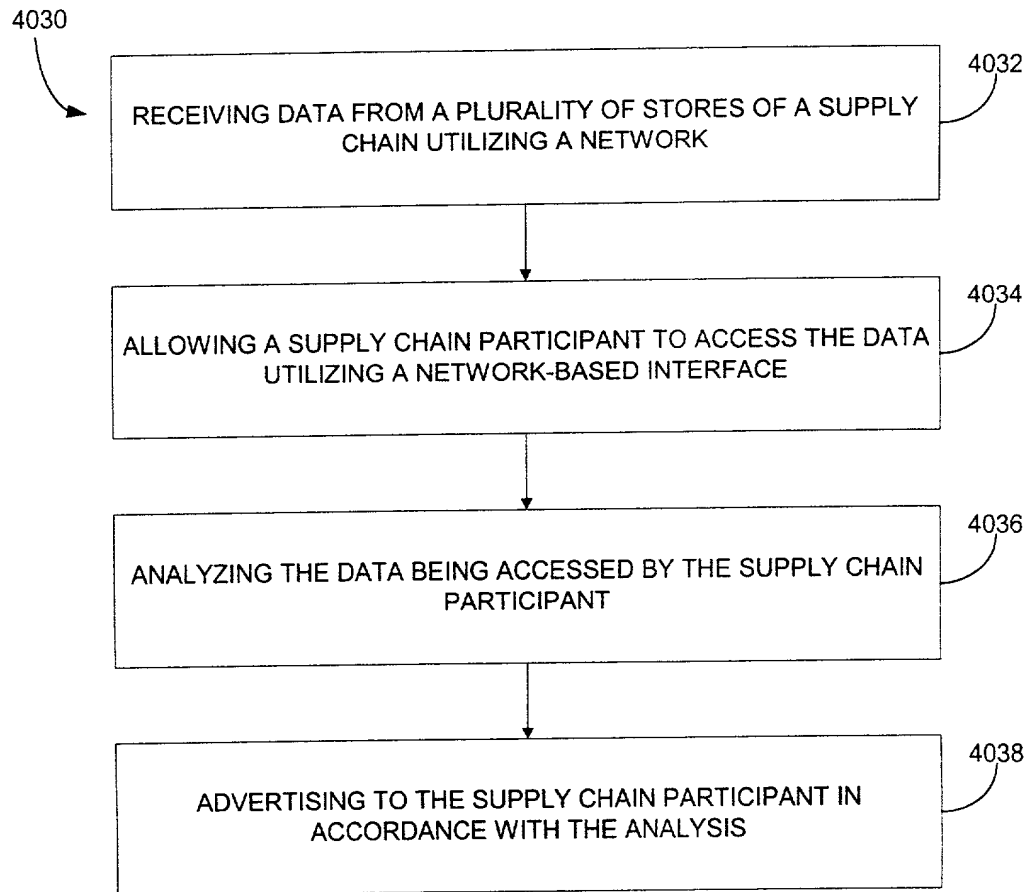 4030
4032
RECEIVING DATA FROM A PLURALITY OF STORES OF A SUPPLY
CHAIN UTILIZING A NETWORK
4034
ALLOWING A SUPPLY CHAIN PARTICIPANT TO ACCESS THE DATA
UTILIZING A NETWORK-BASED INTERFACE
4036
ANALYZING THE DATA BEING ACCESSED BY THE SUPPLY CHAIN
PARTICIPANT
4038
ADVERTISING TO THE SUPPLY CHAIN PARTICIPANT IN
ACCORDANCE WITH THE ANALYSIS